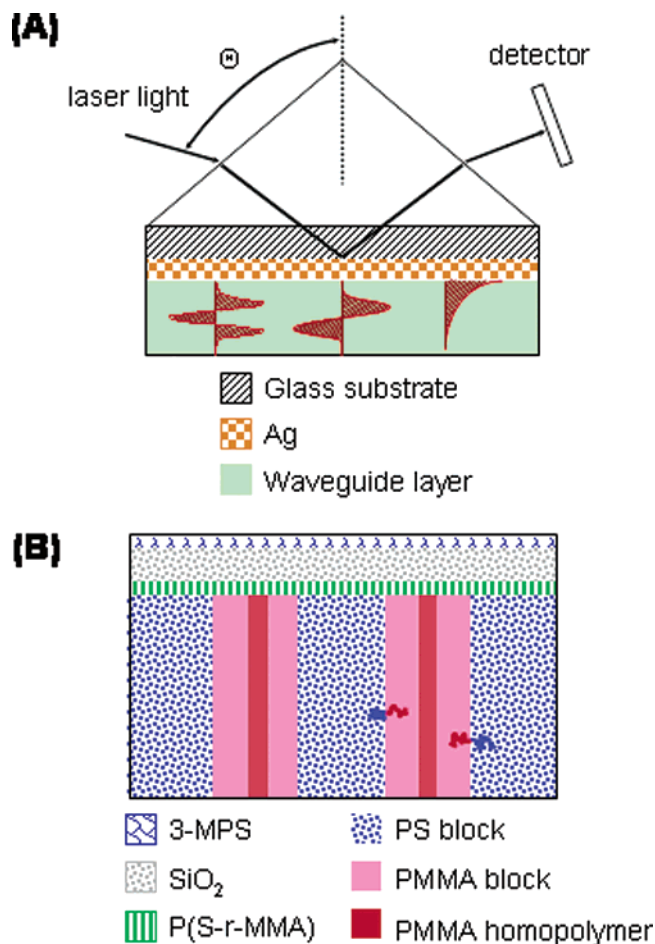 (A)
Θ
laser light
detector
Glass substrate
Ag
Waveguide layer
(B)
3-MPS
PS block
SiO₂
PMMA block
P(S-r-MMA)
PMMA homopolymer